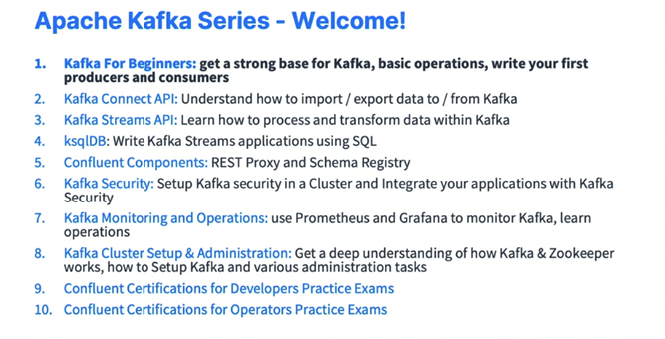 Apache Kafka Series - Welcome!
1. Kafka For Beginners: get a strong base for Kafka, basic operations, write your first
producers and consumers
2. Kafka Connect API: Understand how to import / export data to / from Kafka
3. Kafka Streams API: Learn how to process and transform data within Kafka
4. ksqlDB: Write Kafka Streams applications using SQL
5. Confluent Components: REST Proxy and Schema Registry
6. Kafka Security: Setup Kafka security in a Cluster and Integrate your applications with Kafka
Security
7. Kafka Monitoring and Operations: use Prometheus and Grafana to monitor Kafka, learn
operations
8. Kafka Cluster Setup & Administration: Get a deep understanding of how Kafka & Zookeeper
works, how to Setup Kafka and various administration tasks
9. Confluent Certifications for Developers Practice Exams
10. Confluent Certifications for Operators Practice Exams